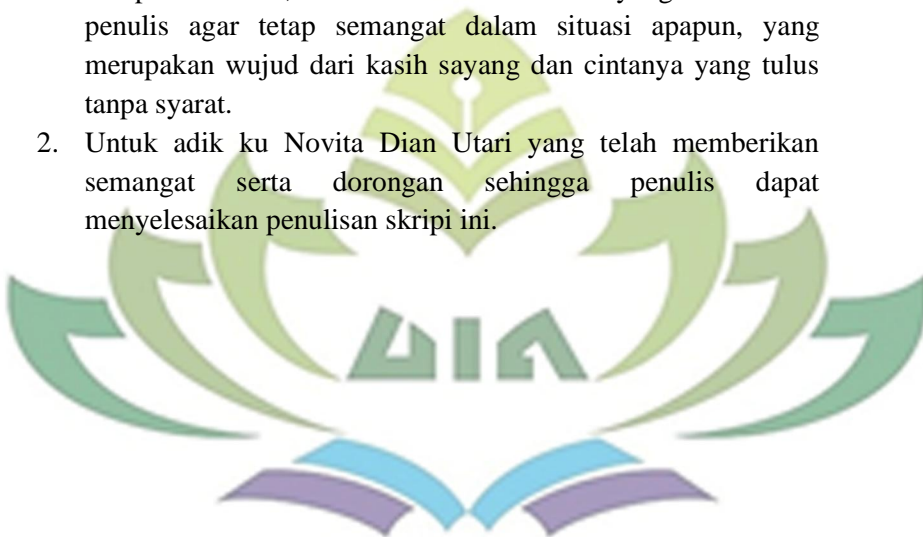 penulis agar tetap semangat dalam situasi apapun, yang
merupakan wujud dari kasih sayang dan cintanya yang tulus
tanpa syarat.
2. Untuk adik ku Novita Dian Utari yang telah memberikan
semangat serta dorongan sehingga penulis dapat
menyelesaikan penulisan skripi ini.
UIN